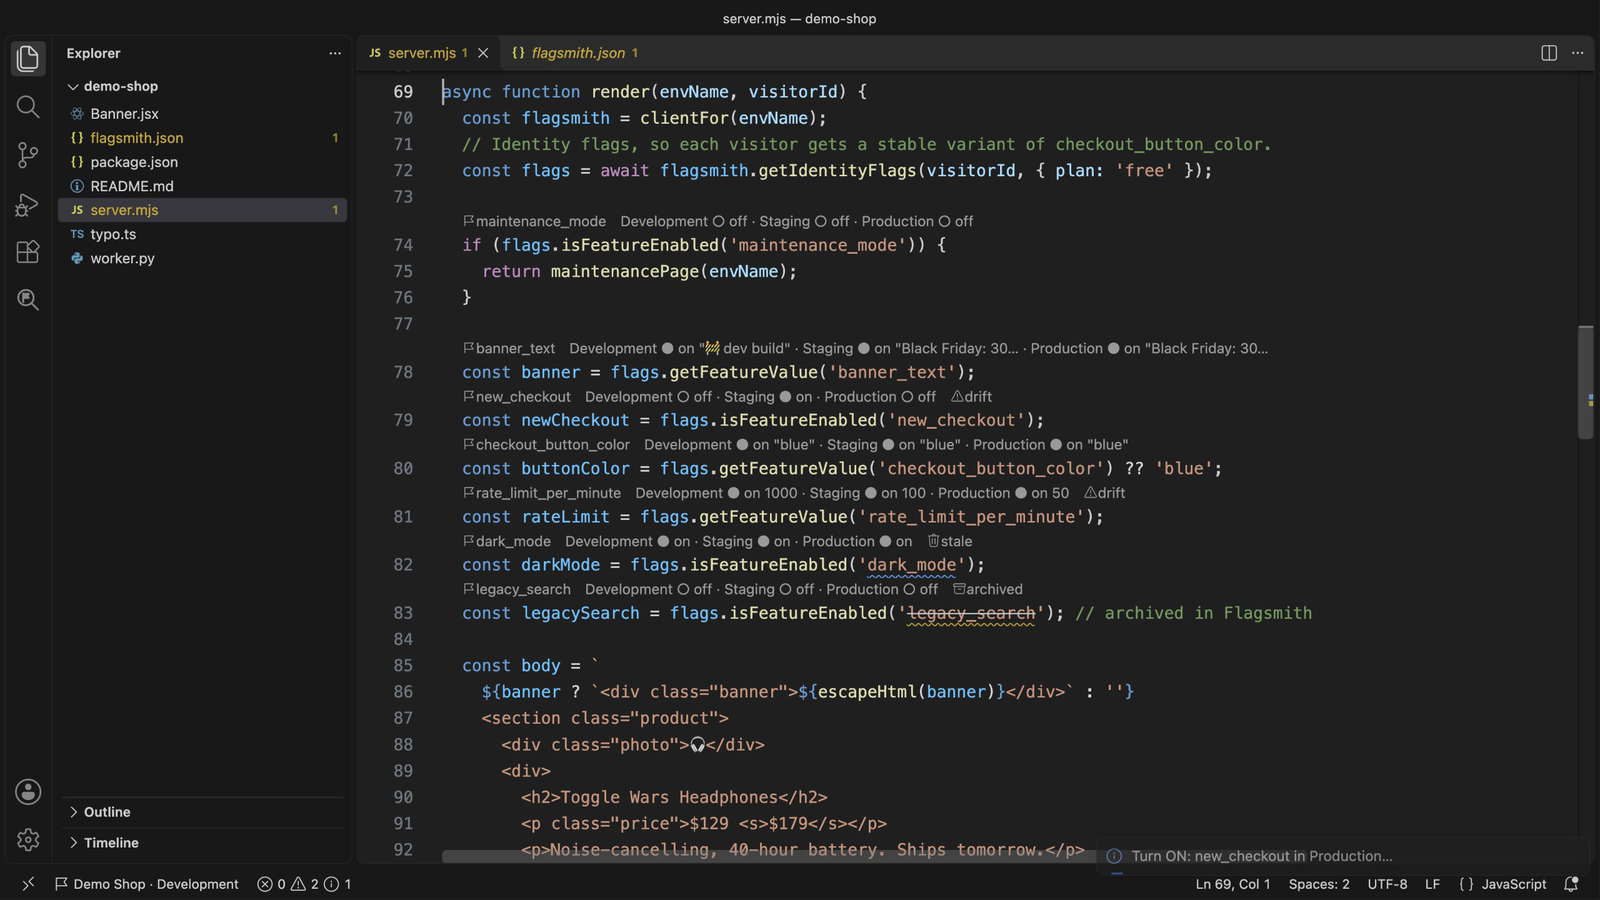 server.mjs — demo-shop
Explorer
demo-shop
Banner.jsx
flagsmith.json 1
package.json
README.md
JS server.mjs 1
TS typo.ts
worker.py
Outline
Timeline
JS server.mjs 1
{} flagsmith.json 1
69 async function render(envName, visitorId) {
70 const flagsmith = clientFor(envName);
71 // Identity flags, so each visitor gets a stable variant of checkout_button_color.
72 const flags = await flagsmith.getIdentityFlags(visitorId, { plan: 'free' });
73
maintenance_mode Development ○ off · Staging ○ off · Production ○ off
74 if (flags.isFeatureEnabled('maintenance_mode')) {
75 return maintenancePage(envName);
76 }
77
banner_text Development ● on "🚧 dev build" · Staging ● on "Black Friday: 30... · Production ● on "Black Friday: 30...
78 const banner = flags.getFeatureValue('banner_text');
new_checkout Development ○ off · Staging ● on · Production ○ off ⚠drift
79 const newCheckout = flags.isFeatureEnabled('new_checkout');
checkout_button_color Development ● on "blue" · Staging ● on "blue" · Production ● on "blue"
80 const buttonColor = flags.getFeatureValue('checkout_button_color') ?? 'blue';
rate_limit_per_minute Development ● on 1000 · Staging ● on 100 · Production ● on 50 ⚠drift
81 const rateLimit = flags.getFeatureValue('rate_limit_per_minute');
dark_mode Development ● on · Staging ● on · Production ● on stale
82 const darkMode = flags.isFeatureEnabled('dark_mode');
legacy_search Development ○ off · Staging ○ off · Production ○ off archived
83 const legacySearch = flags.isFeatureEnabled('legacy_search'); // archived in Flagsmith
84
85 const body = `
86 ${banner ? `<div class="banner">${escapeHtml(banner)}</div>` : ''}
87 <section class="product">
88 <div class="photo">🎧</div>
89 <div>
90 <h2>Toggle Wars Headphones</h2>
91 <p class="price">$129 <s>$179</s></p>
92 <p>Noise-cancelling, 40-hour battery. Ships tomorrow.</p>
Turn ON: new_checkout in Production...
Demo Shop · Development 0 2 1
Ln 69, Col 1 Spaces: 2 UTF-8 LF {} JavaScript